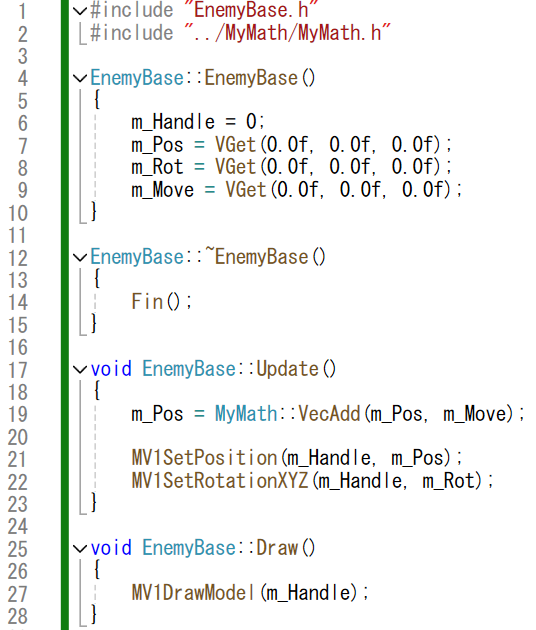 1 #include "EnemyBase.h"
2 #include "../MyMath/MyMath.h"
3
4 EnemyBase::EnemyBase()
5 {
6 m_Handle = 0;
7 m_Pos = VGet(0.0f, 0.0f, 0.0f);
8 m_Rot = VGet(0.0f, 0.0f, 0.0f);
9 m_Move = VGet(0.0f, 0.0f, 0.0f);
10 }
11
12 EnemyBase::~EnemyBase()
13 {
14 Fin();
15 }
16
17 void EnemyBase::Update()
18 {
19 m_Pos = MyMath::VecAdd(m_Pos, m_Move);
20
21 MV1SetPosition(m_Handle, m_Pos);
22 MV1SetRotationXYZ(m_Handle, m_Rot);
23 }
24
25 void EnemyBase::Draw()
26 {
27 MV1DrawModel(m_Handle);
28 }